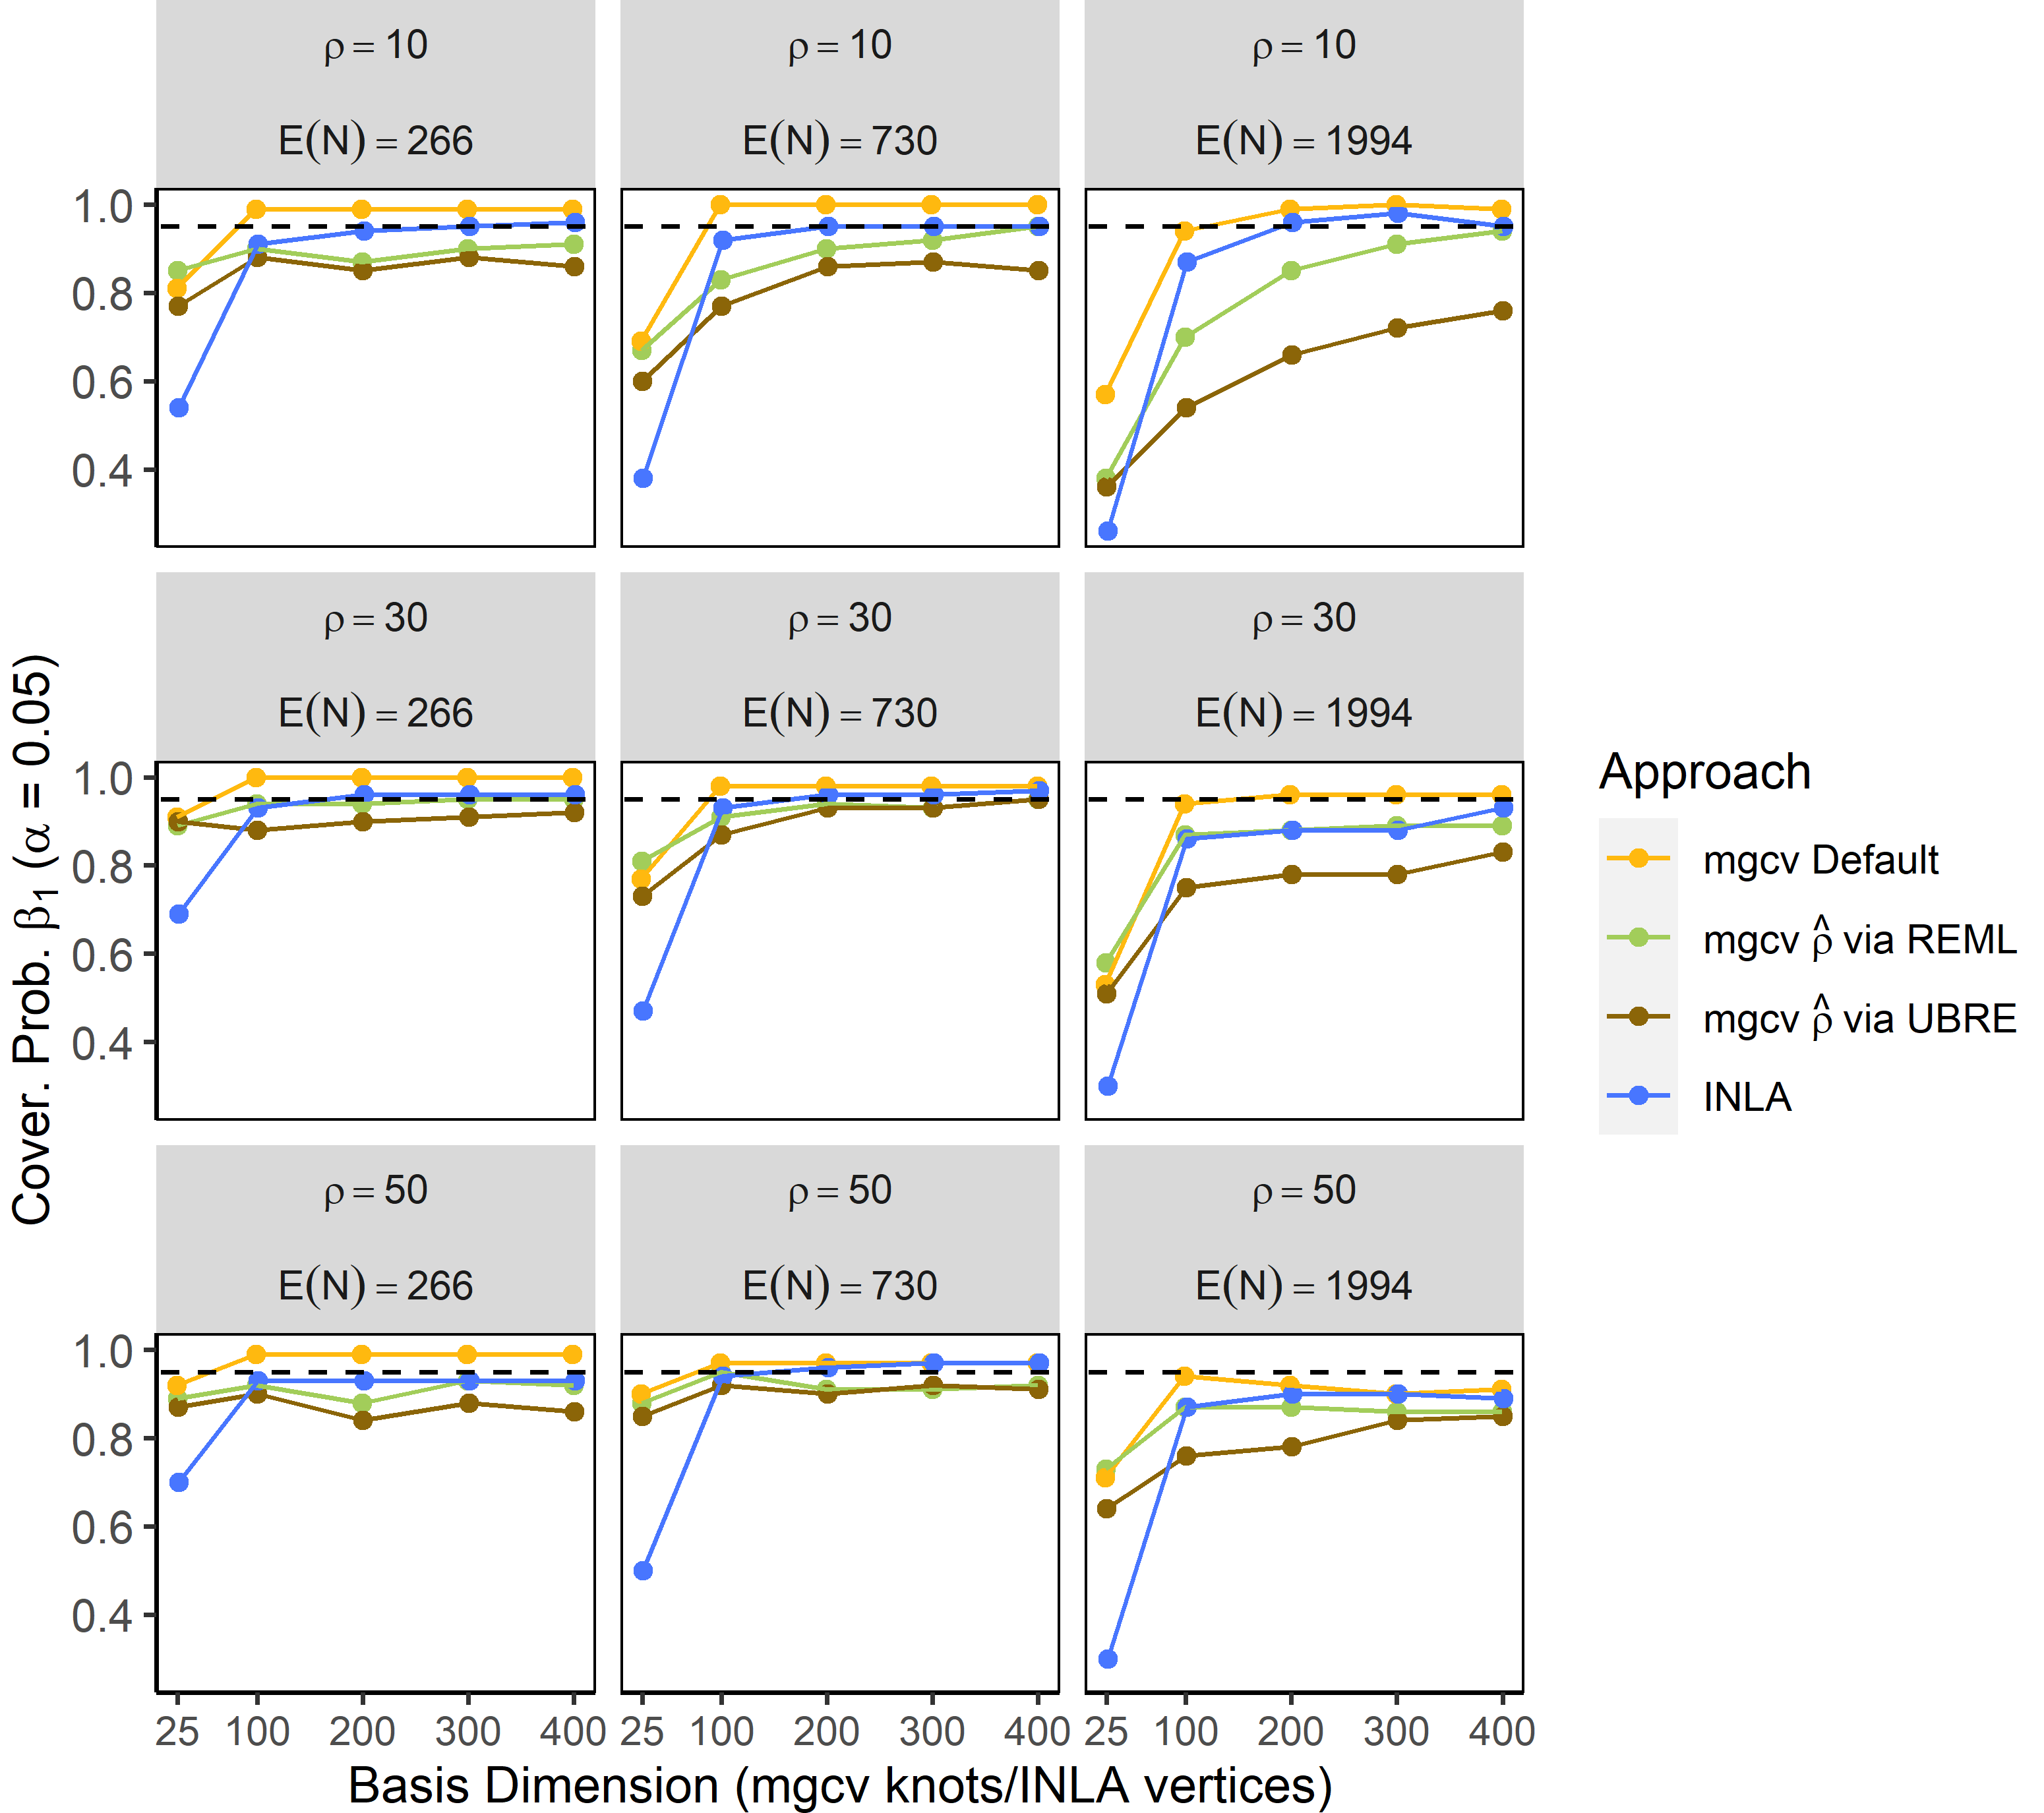 ρ = 10
ρ = 10
ρ = 10
E(N) = 266
E(N) = 730
E(N) = 1994
1.0
0.8
0.6
0.4
ρ = 30
ρ = 30
ρ = 30
E(N) = 266
E(N) = 730
E(N) = 1994
1.0
0.8
0.6
0.4
ρ = 50
ρ = 50
ρ = 50
E(N) = 266
E(N) = 730
E(N) = 1994
1.0
0.8
0.6
0.4
25 100 200 300 400
25 100 200 300 400
25 100 200 300 400
Basis Dimension (mgcv knots/INLA vertices)
Cover. Prob. β₁ (α = 0.05)
Approach
mgcv Default
mgcv ρ̂ via REML
mgcv ρ̂ via UBRE
INLA